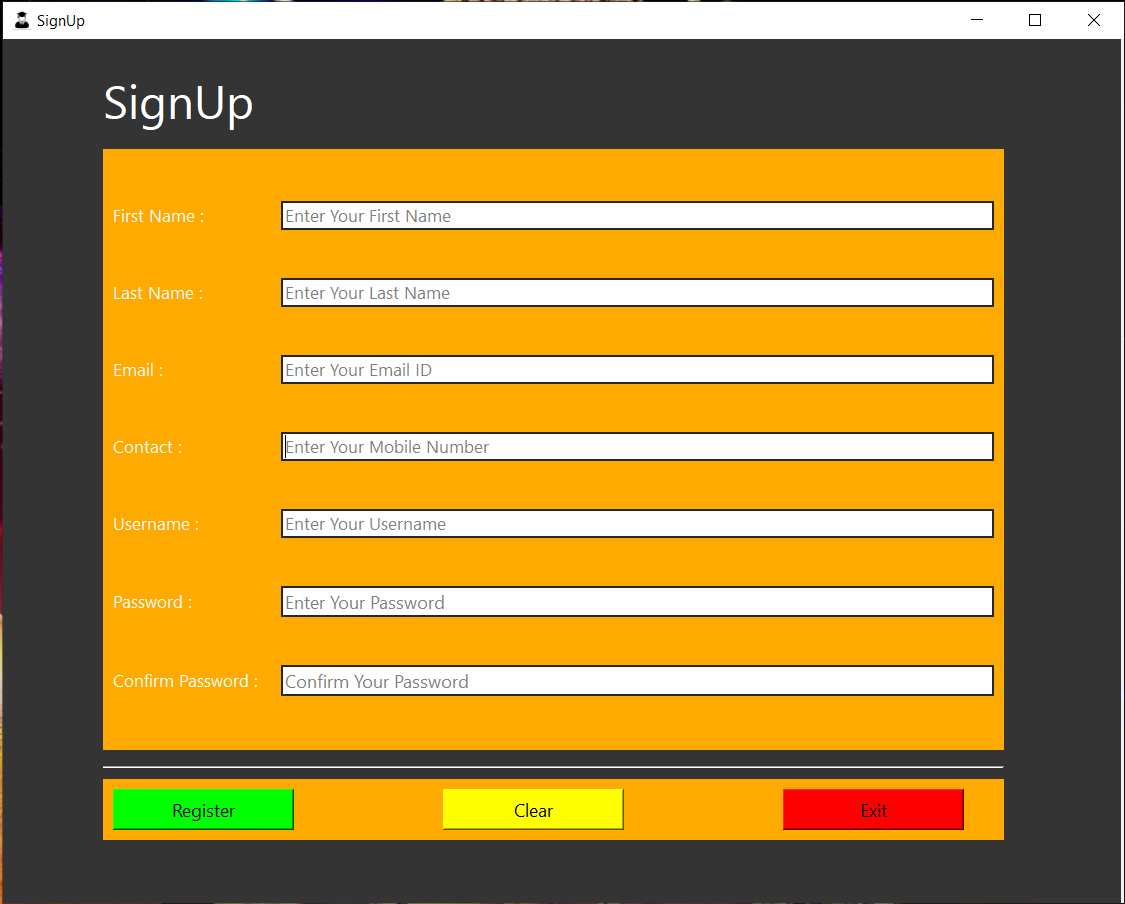 SignUp
SignUp
First Name :
Enter Your First Name
Last Name :
Enter Your Last Name
Email :
Enter Your Email ID
Contact :
Enter Your Mobile Number
Username :
Enter Your Username
Password :
Enter Your Password
Confirm Password :
Confirm Your Password
Register
Clear
Exit